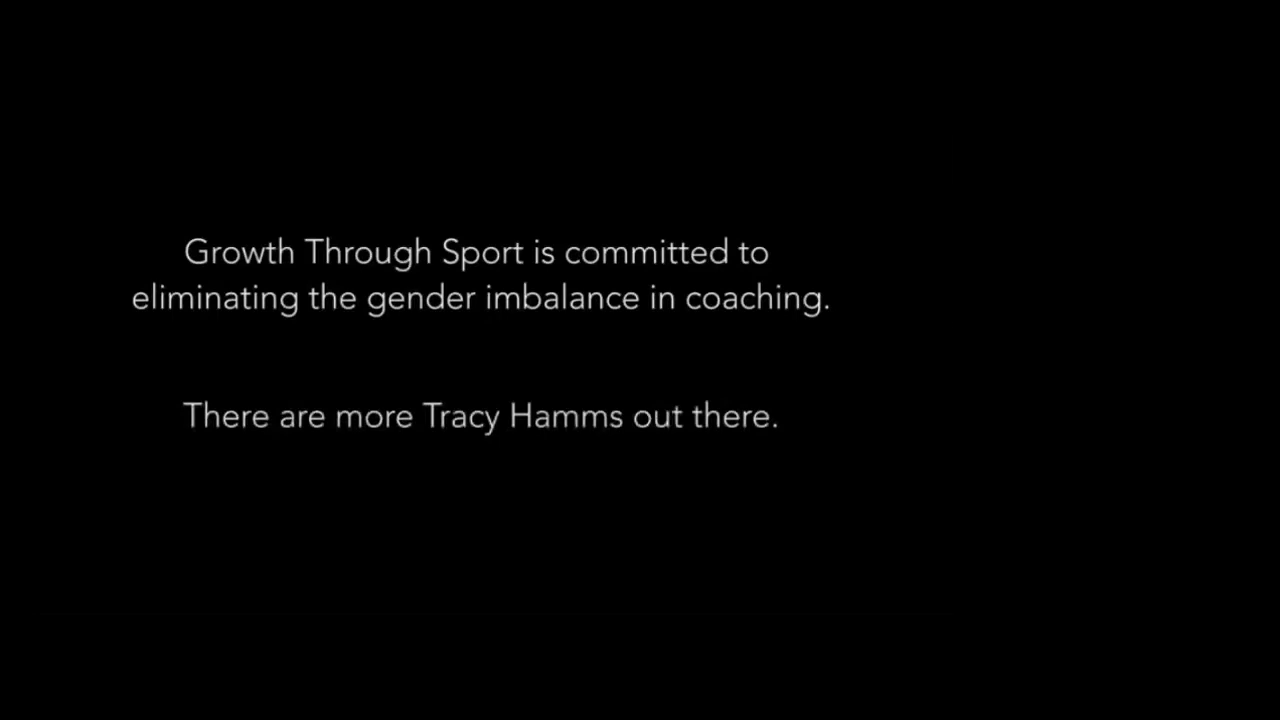 Growth Through Sport is committed to
eliminating the gender imbalance in coaching.
There are more Tracy Hamms out there.